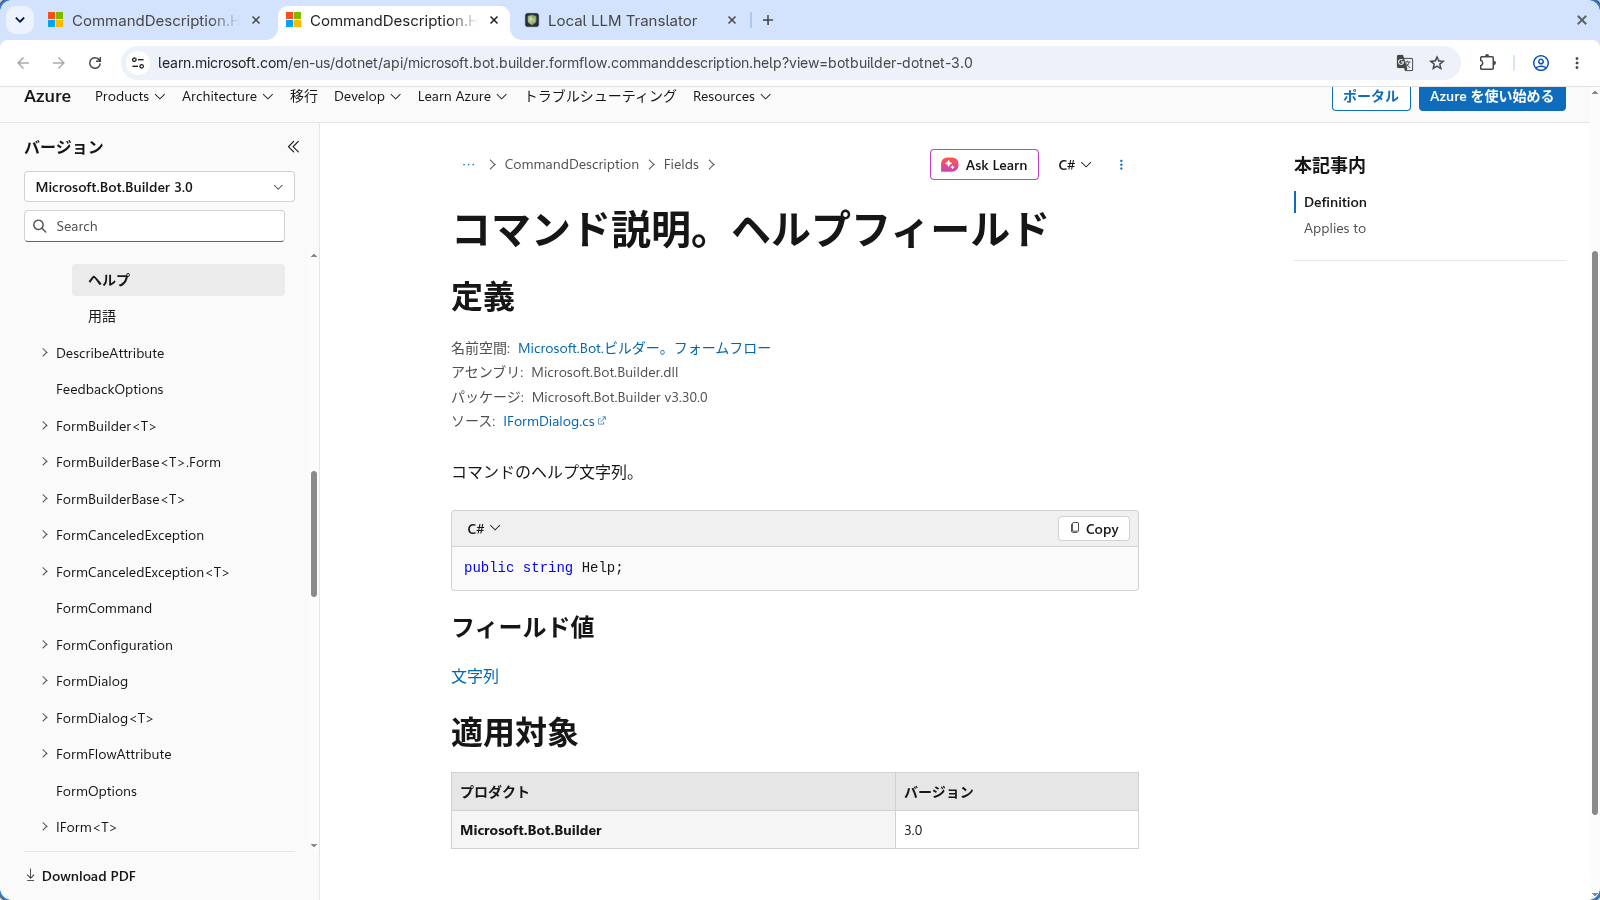 CommandDescription.H
CommandDescription.H
Local LLM Translator
learn.microsoft.com/en-us/dotnet/api/microsoft.bot.builder.formflow.commanddescription.help?view=botbuilder-dotnet-3.0
Azure
Products
Architecture
移行
Develop
Learn Azure
トラブルシューティング
Resources
ポータル
Azure を使い始める
バージョン
Microsoft.Bot.Builder 3.0
Search
ヘルプ
用語
DescribeAttribute
FeedbackOptions
FormBuilder<T>
FormBuilderBase<T>.Form
FormBuilderBase<T>
FormCanceledException
FormCanceledException<T>
FormCommand
FormConfiguration
FormDialog
FormDialog<T>
FormFlowAttribute
FormOptions
IForm<T>
Download PDF
CommandDescription
Fields
Ask Learn
C#
コマンド説明。ヘルプフィールド
定義
名前空間: Microsoft.Bot.ビルダー。フォームフロー
アセンブリ: Microsoft.Bot.Builder.dll
パッケージ: Microsoft.Bot.Builder v3.30.0
ソース: IFormDialog.cs
コマンドのヘルプ文字列。
C#
Copy
public string Help;
フィールド値
文字列
適用対象
プロダクト
バージョン
Microsoft.Bot.Builder
3.0
本記事内
Definition
Applies to